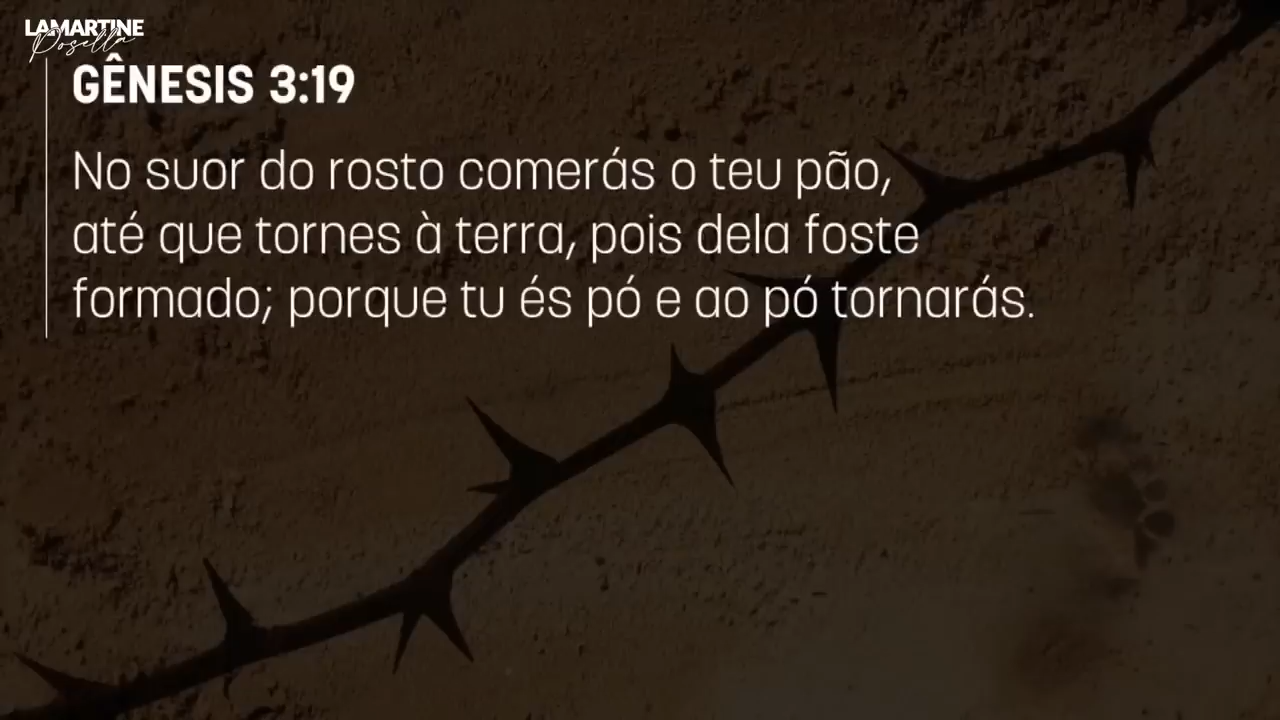 LAMARTINE
Posella
GÊNESIS 3:19
No suor do rosto comerás o teu pão,
até que tornes à terra, pois dela foste
formado; porque tu és pó e ao pó tornarás.